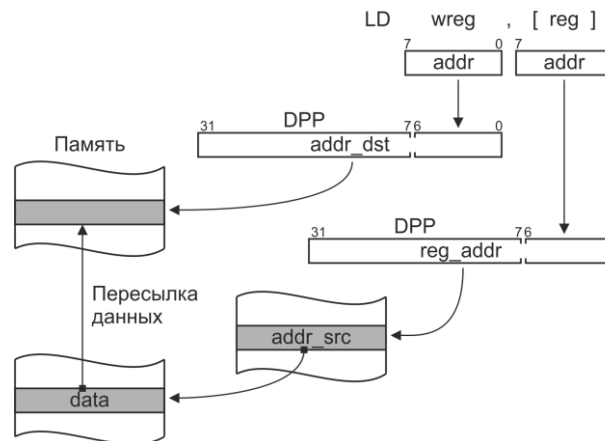 LD wreg , [ reg ]
7 0 7
addr addr
DPP
31 7 6 0
addr_dst
Память
DPP
31 7 6
reg_addr
Пересылка
данных
addr_src
data